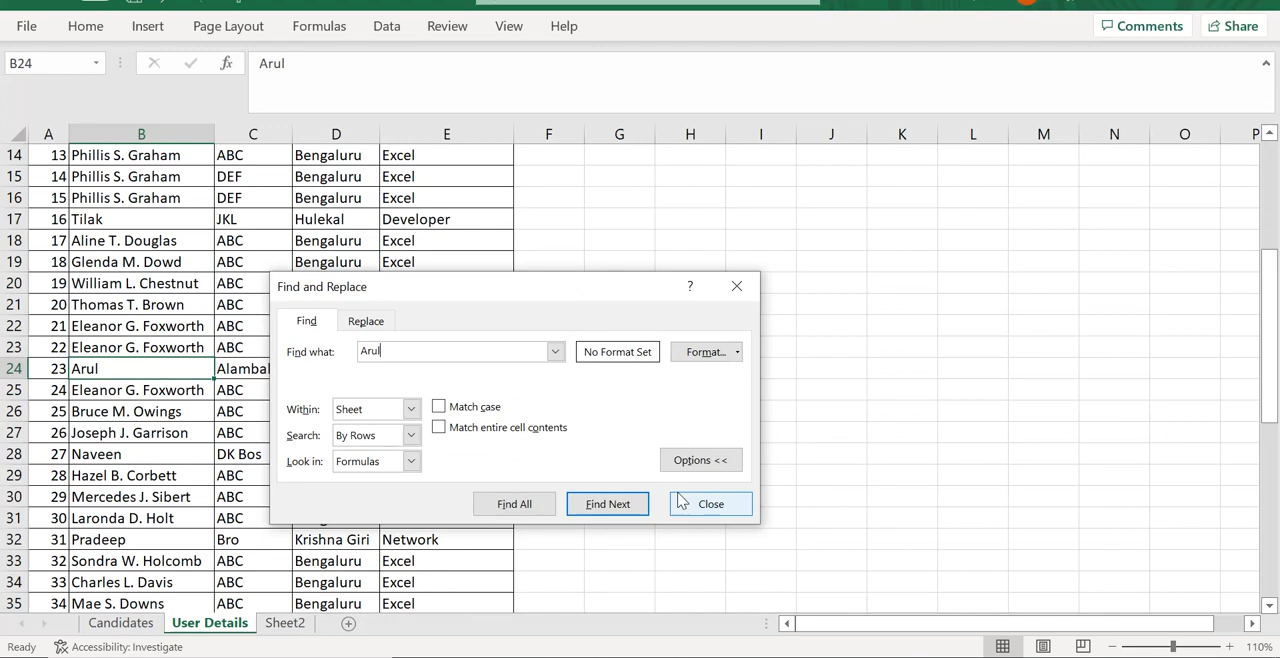 File Home Insert Page Layout Formulas Data Review View Help Comments Share
B24 fx Arul
A B C D E F G H I J K L M N O P
14 13 Phillis S. Graham ABC Bengaluru Excel
15 14 Phillis S. Graham DEF Bengaluru Excel
16 15 Phillis S. Graham DEF Bengaluru Excel
17 16 Tilak JKL Hulekal Developer
18 17 Aline T. Douglas ABC Bengaluru Excel
19 18 Glenda M. Dowd ABC Bengaluru Excel
20 19 William L. Chestnut ABC
21 20 Thomas T. Brown ABC
22 21 Eleanor G. Foxworth ABC
23 22 Eleanor G. Foxworth ABC
24 23 Arul Alambal
25 24 Eleanor G. Foxworth ABC
26 25 Bruce M. Owings ABC
27 26 Joseph J. Garrison ABC
28 27 Naveen DK Bos
29 28 Hazel B. Corbett ABC
30 29 Mercedes J. Sibert ABC
31 30 Laronda D. Holt ABC
32 31 Pradeep Bro Krishna Giri Network
33 32 Sondra W. Holcomb ABC Bengaluru Excel
34 33 Charles L. Davis ABC Bengaluru Excel
35 34 Mae S. Downs ABC Bengaluru Excel
Find and Replace ?
Find Replace
Find what: Arul No Format Set Format...
Within: Sheet Match case
Search: By Rows Match entire cell contents
Look in: Formulas Options <<
Find All Find Next Close
Candidates User Details Sheet2
Ready Accessibility: Investigate 110%